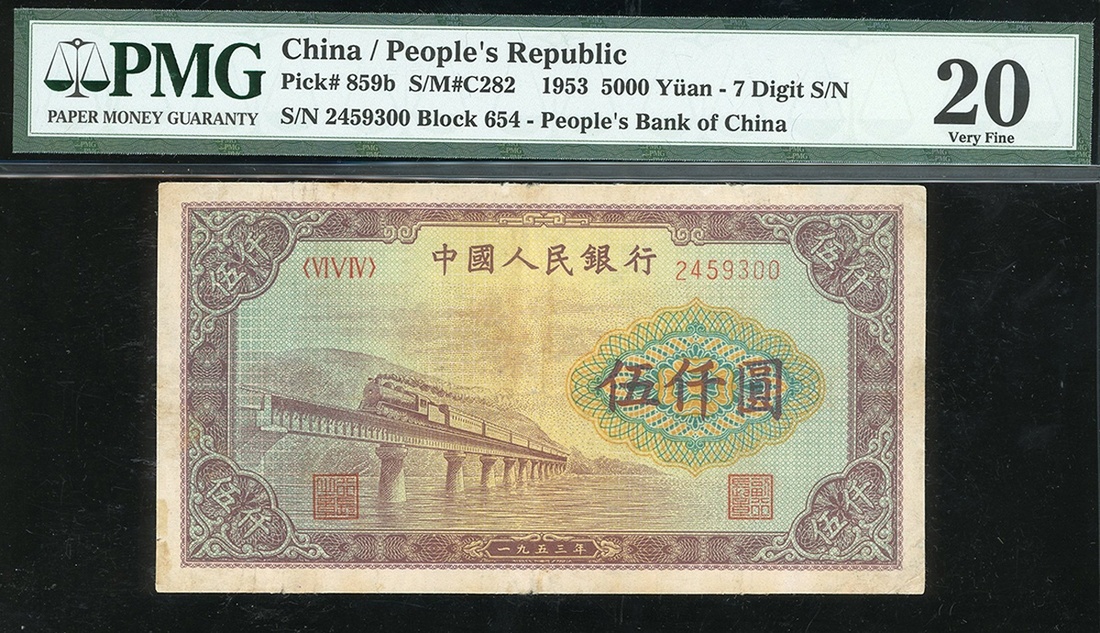 PMG
PAPER MONEY GUARANTY
China / People's Republic
Pick# 859b S/M#C282 1953 5000 Yüan - 7 Digit S/N
S/N 2459300 Block 654 - People's Bank of China
20
Very Fine
伍仟
伍仟
中國人民銀行
〈VI V IV〉
2459300
伍仟圓
伍仟
伍仟
一九五三年